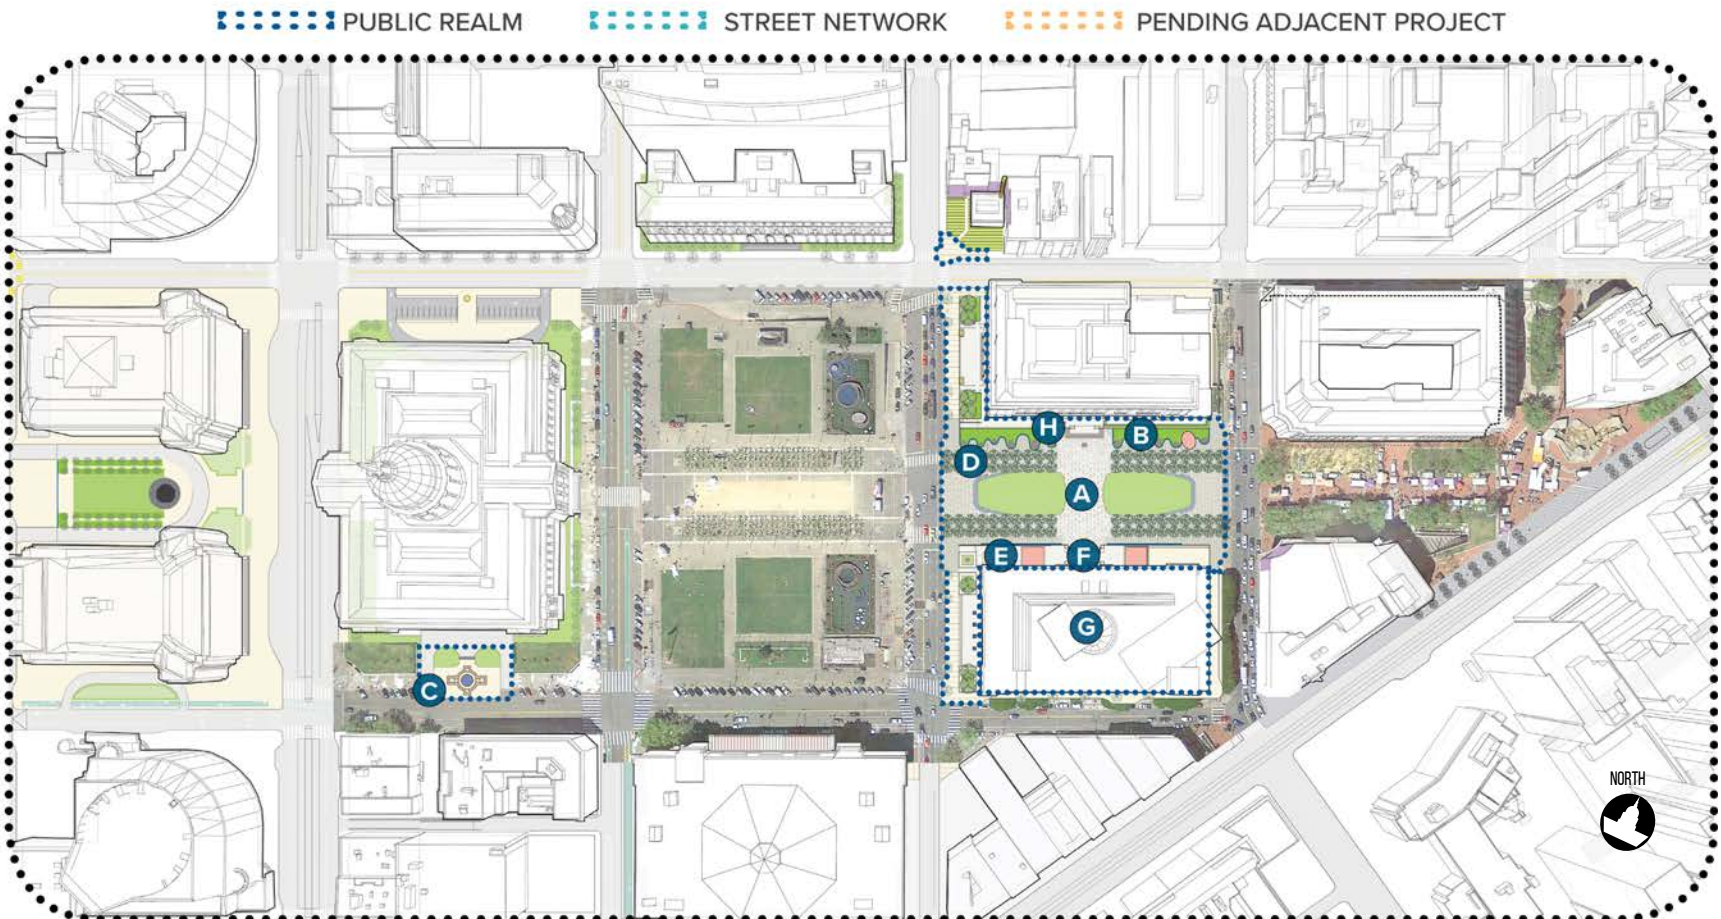 PUBLIC REALM
STREET NETWORK
PENDING ADJACENT PROJECT
H
B
D
A
E
F
G
C
NORTH